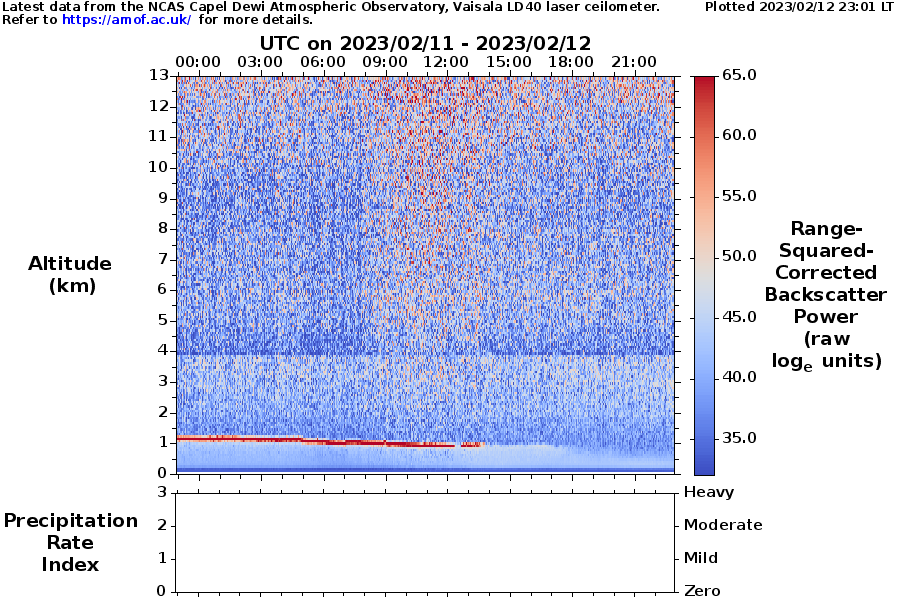 Latest data from the NCAS Capel Dewi Atmospheric Observatory, Vaisala LD40 laser ceilometer. Plotted 2023/02/12 23:01 LT
Refer to https://amof.ac.uk/ for more details.
UTC on 2023/02/11 - 2023/02/12
00:00 03:00 06:00 09:00 12:00 15:00 18:00 21:00
13
12
11
10
9
8
7
6
5
4
3
2
1
0
Altitude
(km)
65.0
60.0
55.0
50.0
45.0
40.0
35.0
Range-
Squared-
Corrected
Backscatter
Power
(raw
loge units)
Precipitation
Rate
Index
3
2
1
0
Heavy
Moderate
Mild
Zero